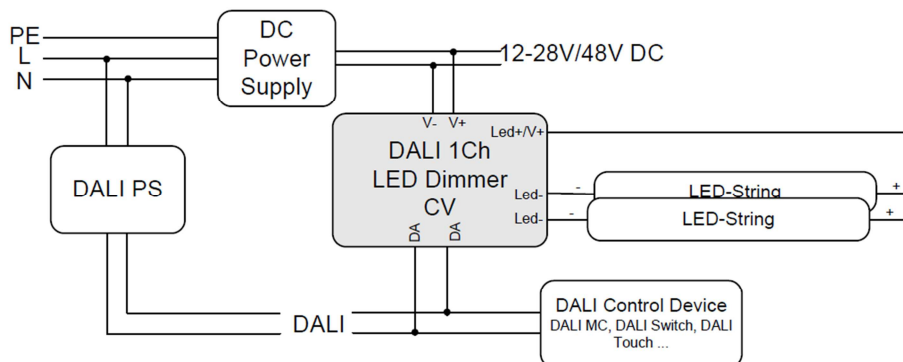 PE
L
N
DC
Power
Supply
12-28V/48V DC
V- V+
Led+/V+
DALI 1Ch
LED Dimmer
CV
Led-
Led-
DA
DA
- LED-String +
- LED-String +
DALI PS
DALI
DALI Control Device
DALI MC, DALI Switch, DALI
Touch ...